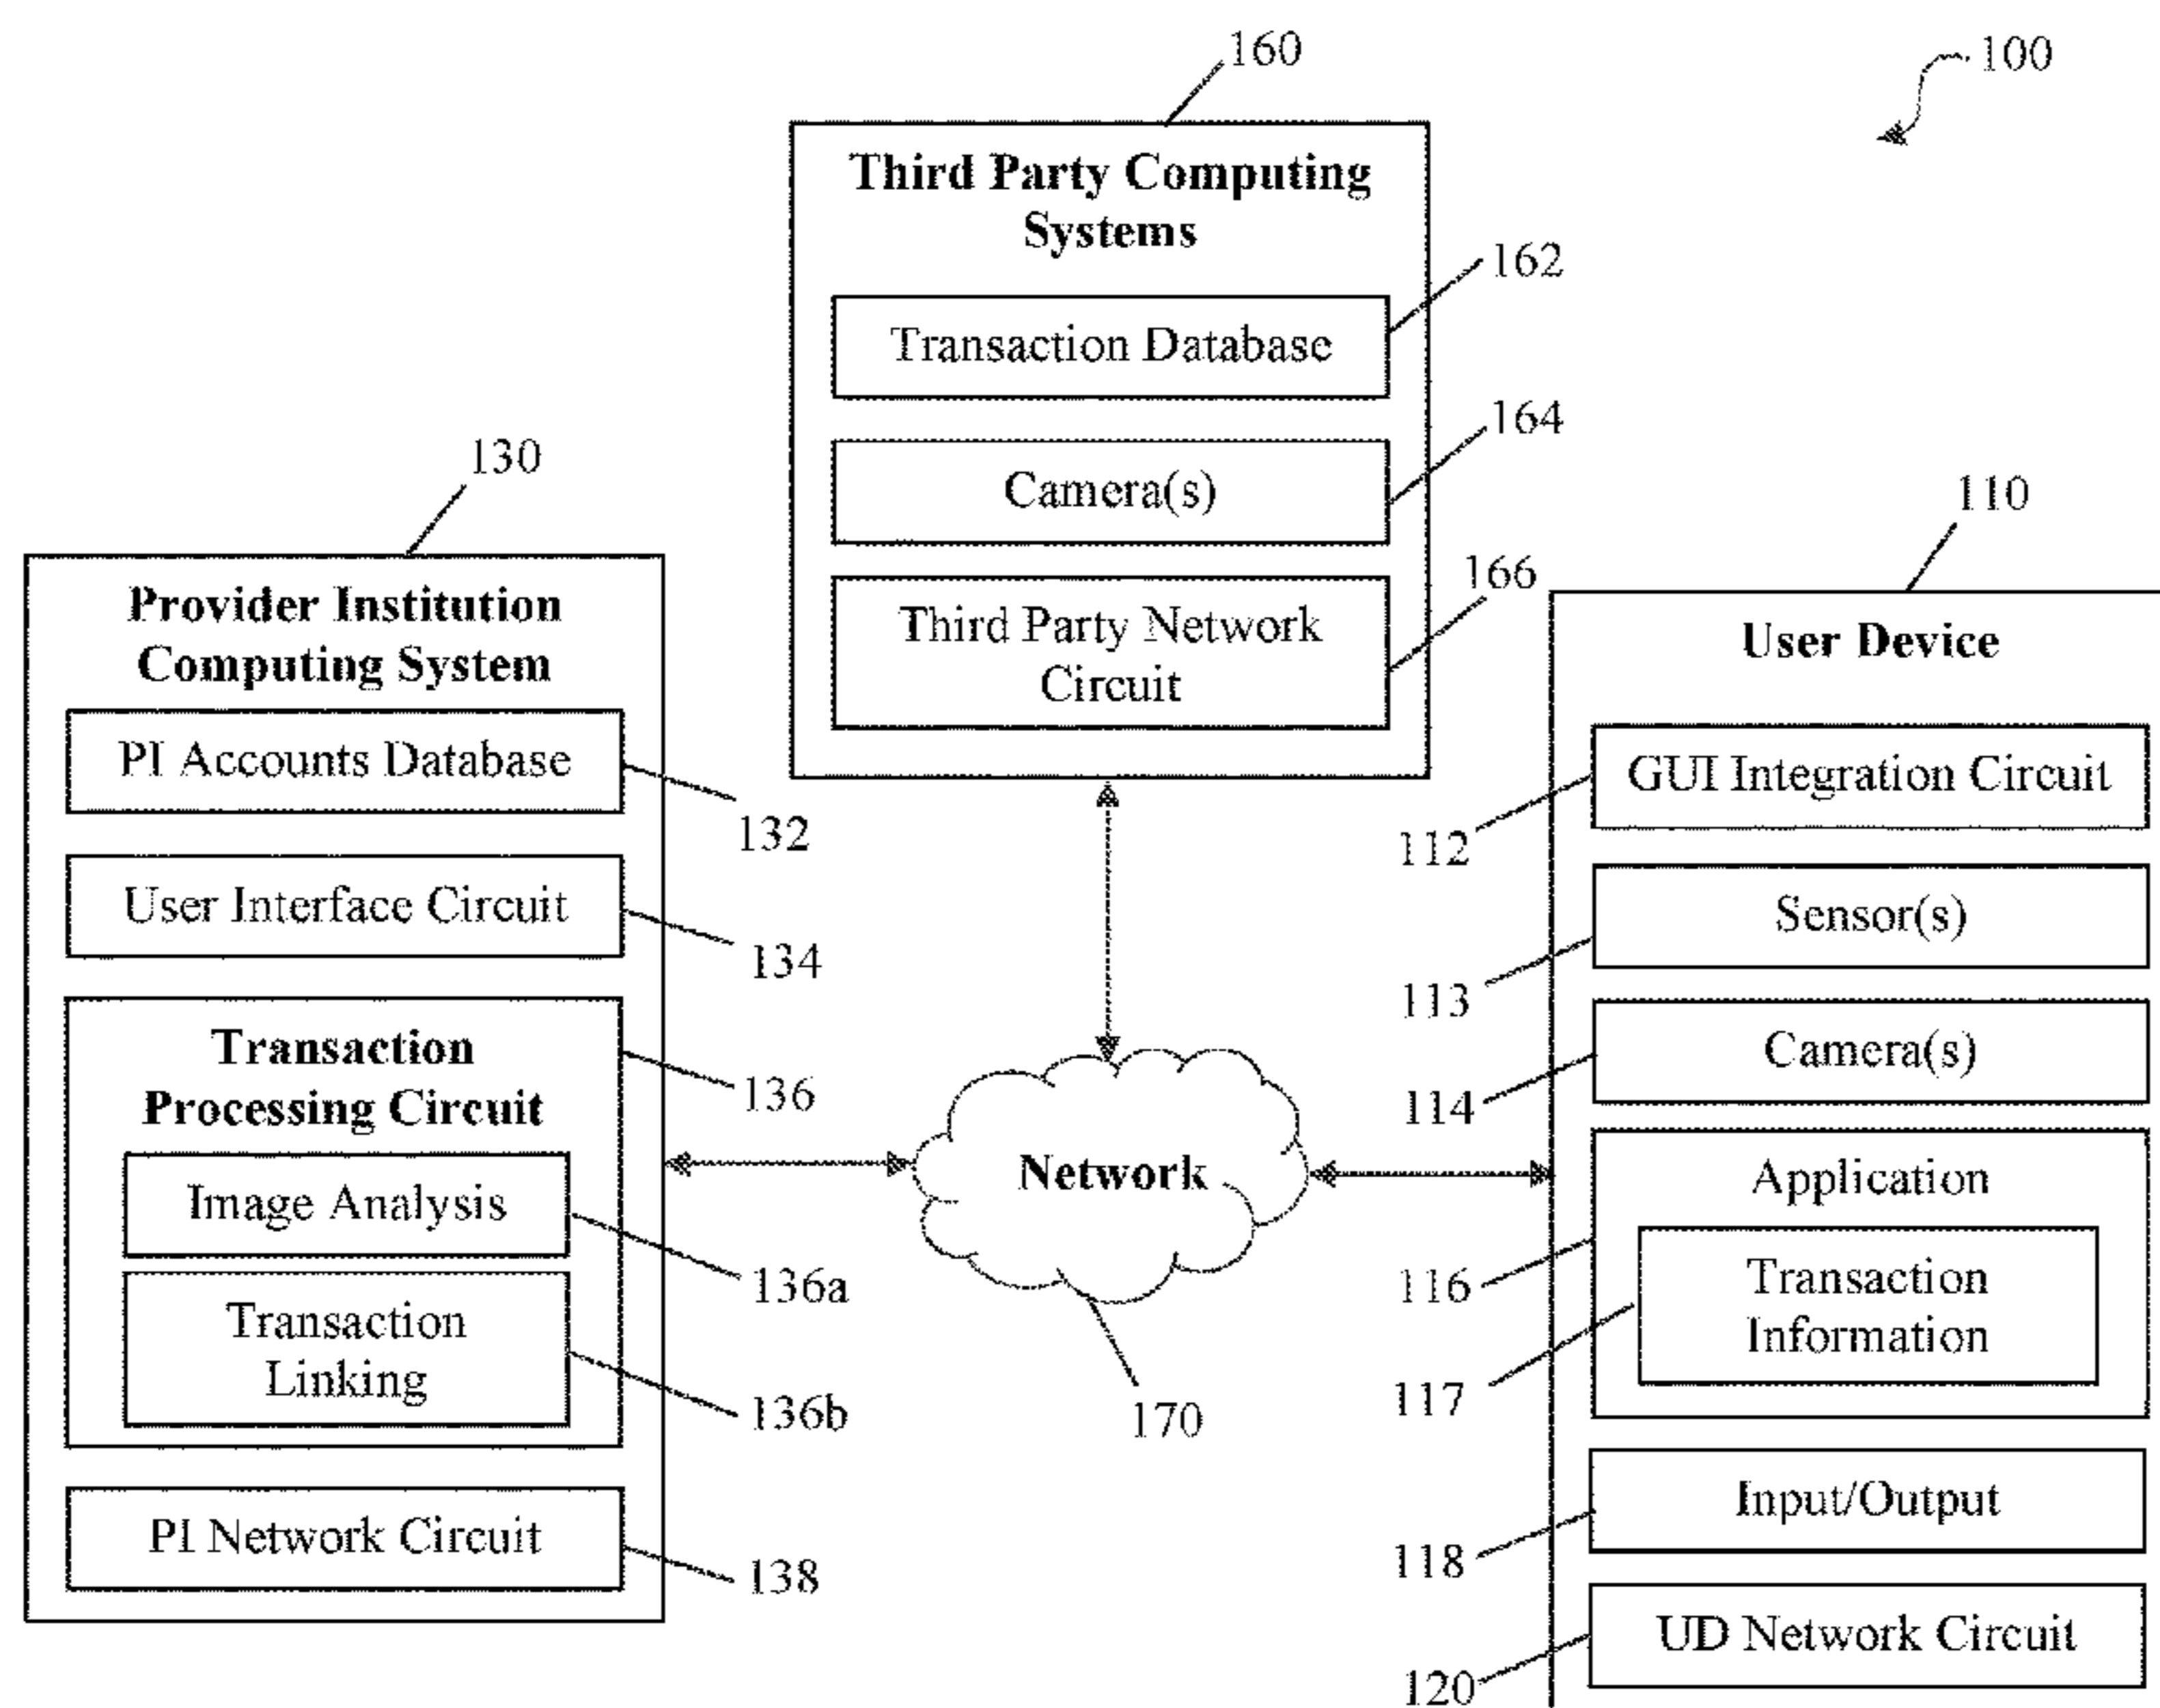 160
100
Third Party Computing
Systems
162
Transaction Database
164
Camera(s)
166
Third Party Network
Circuit
130
Provider Institution
Computing System
PI Accounts Database
132
User Interface Circuit
134
Transaction
Processing Circuit
136
Image Analysis
136a
Transaction
Linking
136b
PI Network Circuit
138
Network
170
110
User Device
GUI Integration Circuit
112
Sensor(s)
113
Camera(s)
114
Application
116
Transaction
Information
117
Input/Output
118
UD Network Circuit
120